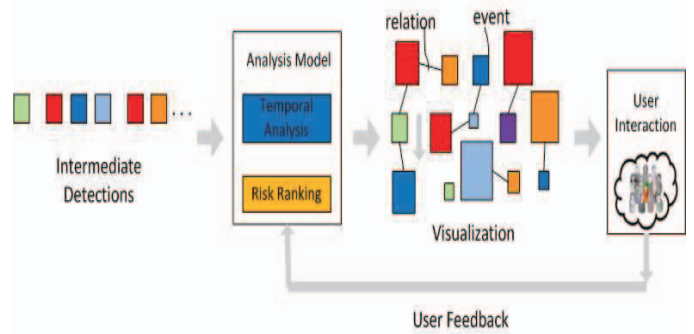 Intermediate
Detections
Analysis Model
Temporal
Analysis
Risk Ranking
relation
event
Visualization
User
Interaction
User Feedback